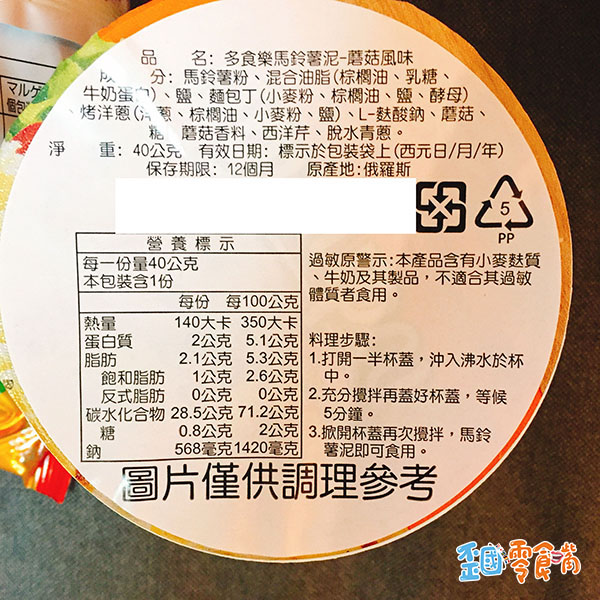 品 名: 多食樂馬鈴薯泥-蘑菇風味
成 分: 馬鈴薯粉、混合油脂(棕櫚油、乳糖、
牛奶蛋白)、鹽、麵包丁(小麥粉、棕櫚油、鹽、酵母)
、烤洋蔥(洋蔥、棕櫚油、小麥粉、鹽)、L-麩酸鈉、蘑菇、
糖、蘑菇香料、西洋芹、脫水青蔥。
淨 重: 40公克 有效日期: 標示於包裝袋上(西元日/月/年)
保存期限: 12個月 原產地:俄羅斯
5
PP
營養標示
每一份量40公克
本包裝含1份
每份 每100公克
熱量 140大卡 350大卡
蛋白質 2公克 5.1公克
脂肪 2.1公克 5.3公克
飽和脂肪 1公克 2.6公克
反式脂肪 0公克 0公克
碳水化合物 28.5公克 71.2公克
糖 0.8公克 2公克
鈉 568毫克 1420毫克
過敏原警示:本產品含有小麥麩質
、牛奶及其製品，不適合其過敏
體質者食用。
料理步驟:
1.打開一半杯蓋，沖入沸水於杯
中。
2.充分攪拌再蓋好杯蓋，等候
5分鐘。
3.掀開杯蓋再次攪拌，馬鈴
薯泥即可食用。
圖片僅供調理參考
マルゲ
個包装
歪國零食嘴